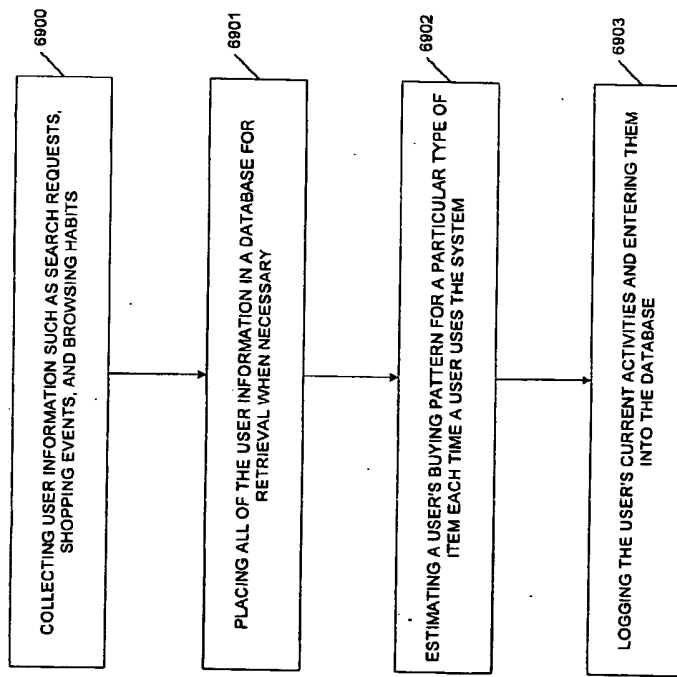 6900
COLLECTING USER INFORMATION SUCH AS SEARCH REQUESTS,
SHOPPING EVENTS, AND BROWSING HABITS
6901
PLACING ALL OF THE USER INFORMATION IN A DATABASE FOR
RETRIEVAL WHEN NECESSARY
6902
ESTIMATING A USER'S BUYING PATTERN FOR A PARTICULAR TYPE OF
ITEM EACH TIME A USER USES THE SYSTEM
6903
LOGGING THE USER'S CURRENT ACTIVITIES AND ENTERING THEM
INTO THE DATABASE